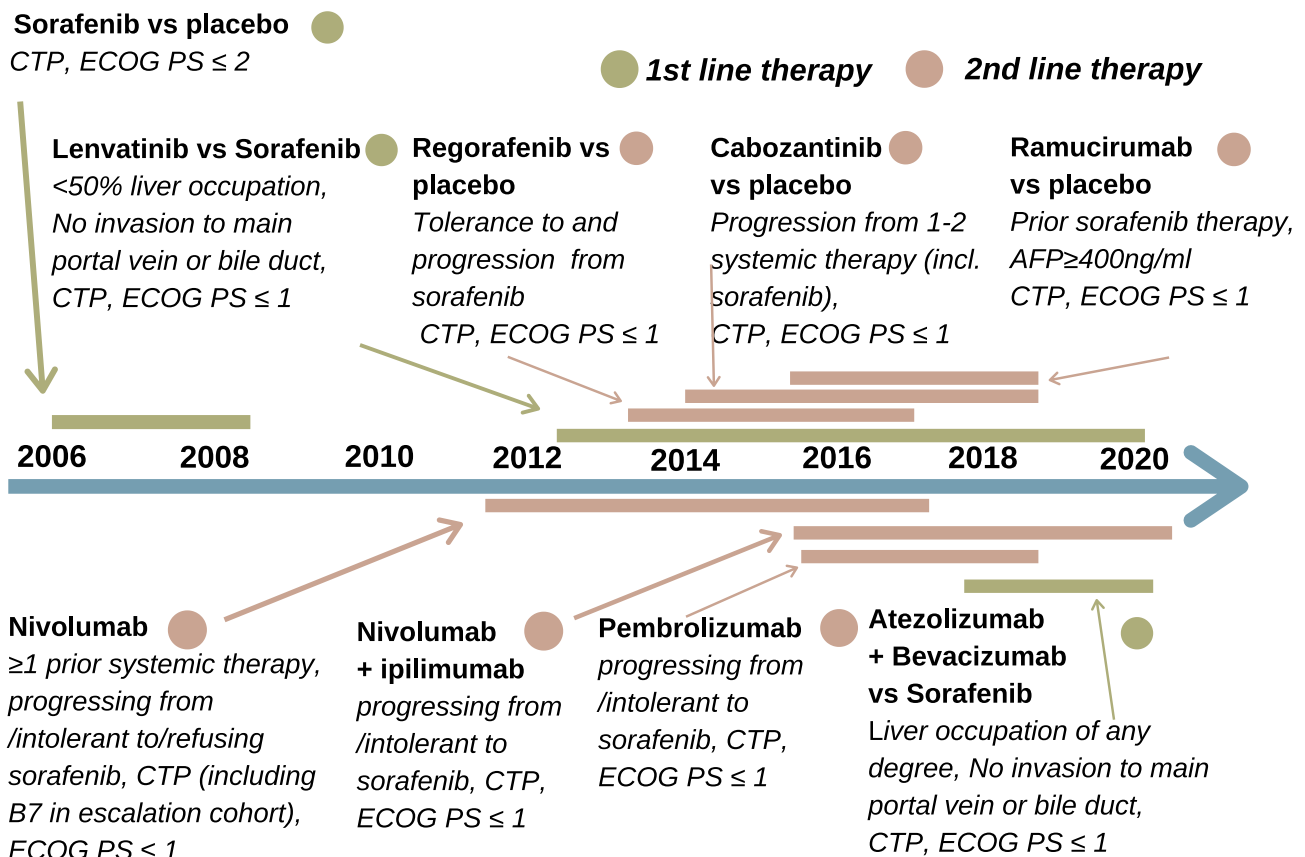 Sorafenib vs placebo
CTP, ECOG PS ≤ 2
1st line therapy
2nd line therapy
Lenvatinib vs Sorafenib
<50% liver occupation,
No invasion to main
portal vein or bile duct,
CTP, ECOG PS ≤ 1
Regorafenib vs
placebo
Tolerance to and
progression from
sorafenib
CTP, ECOG PS ≤ 1
Cabozantinib
vs placebo
Progression from 1-2
systemic therapy (incl.
sorafenib),
CTP, ECOG PS ≤ 1
Ramucirumab
vs placebo
Prior sorafenib therapy,
AFP≥400ng/ml
CTP, ECOG PS ≤ 1
2006 2008 2010 2012 2014 2016 2018 2020
Nivolumab
≥1 prior systemic therapy,
progressing from
/intolerant to/refusing
sorafenib, CTP (including
B7 in escalation cohort),
ECOG PS ≤ 1
Nivolumab
+ ipilimumab
progressing from
/intolerant to
sorafenib, CTP,
ECOG PS ≤ 1
Pembrolizumab
progressing from
/intolerant to
sorafenib, CTP,
ECOG PS ≤ 1
Atezolizumab
+ Bevacizumab
vs Sorafenib
Liver occupation of any
degree, No invasion to main
portal vein or bile duct,
CTP, ECOG PS ≤ 1